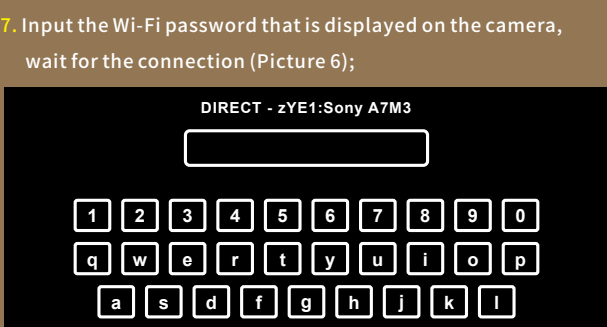 7. Input the Wi-Fi password that is displayed on the camera,
wait for the connection (Picture 6);
DIRECT - zYE1:Sony A7M3
1 2 3 4 5 6 7 8 9 0
q w e r t y u i o p
a s d f g h j k l